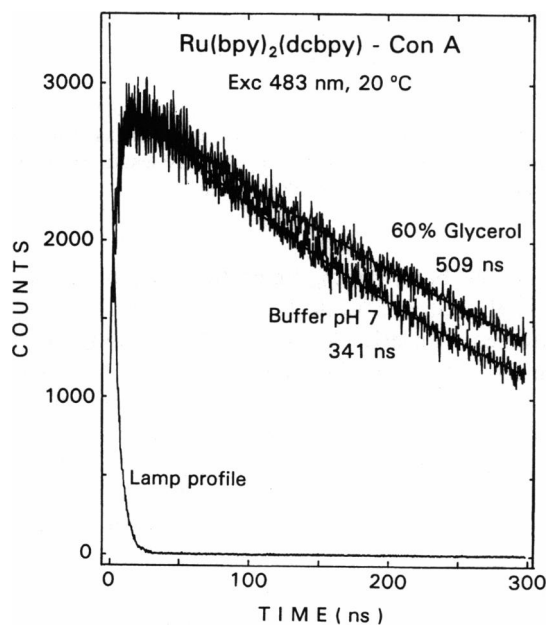 Ru(bpy)₂(dcbpy) - Con A
Exc 483 nm, 20 °C
3000
2000
1000
0
COUNTS
60% Glycerol
509 ns
Buffer pH 7
341 ns
Lamp profile
0
100
200
300
TIME (ns)